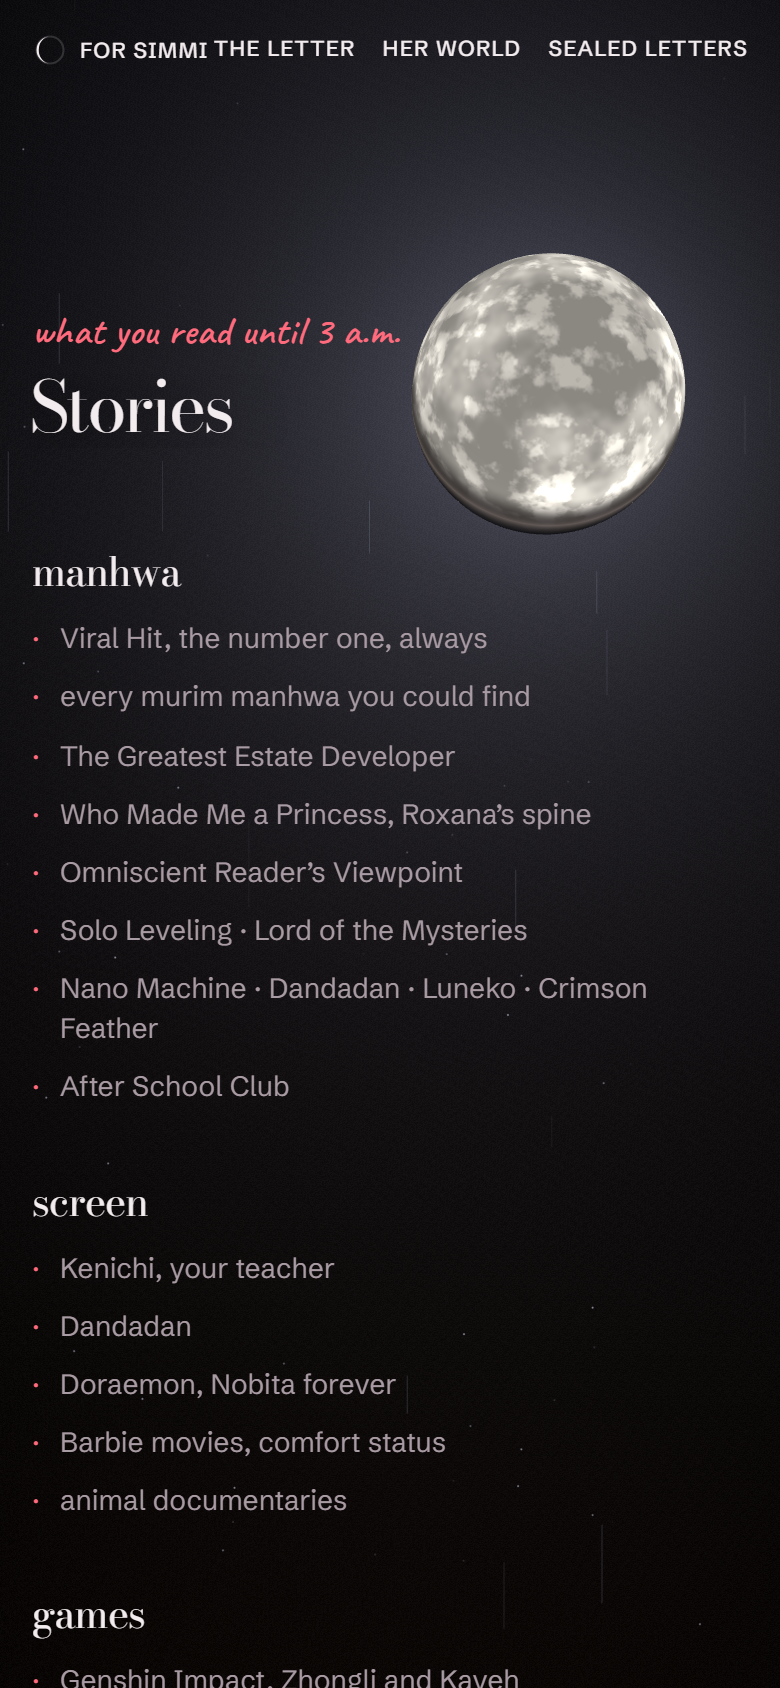 FOR SIMMI THE LETTER HER WORLD SEALED LETTERS
what you read until 3 a.m.
Stories
manhwa
• Viral Hit, the number one, always
• every murim manhwa you could find
• The Greatest Estate Developer
• Who Made Me a Princess, Roxana’s spine
• Omniscient Reader’s Viewpoint
• Solo Leveling · Lord of the Mysteries
• Nano Machine · Dandadan · Luneko · Crimson
Feather
• After School Club
screen
• Kenichi, your teacher
• Dandadan
• Doraemon, Nobita forever
• Barbie movies, comfort status
• animal documentaries
games
• Genshin Impact, Zhongli and Kaveh